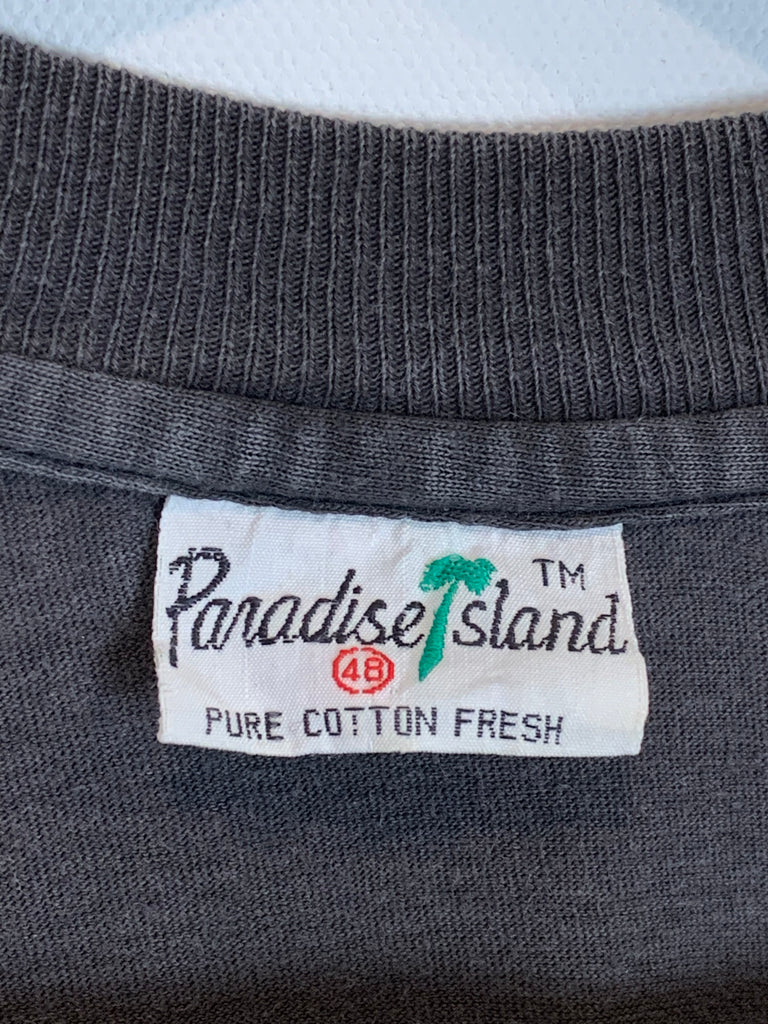 Paradise Island TM
48
PURE COTTON FRESH